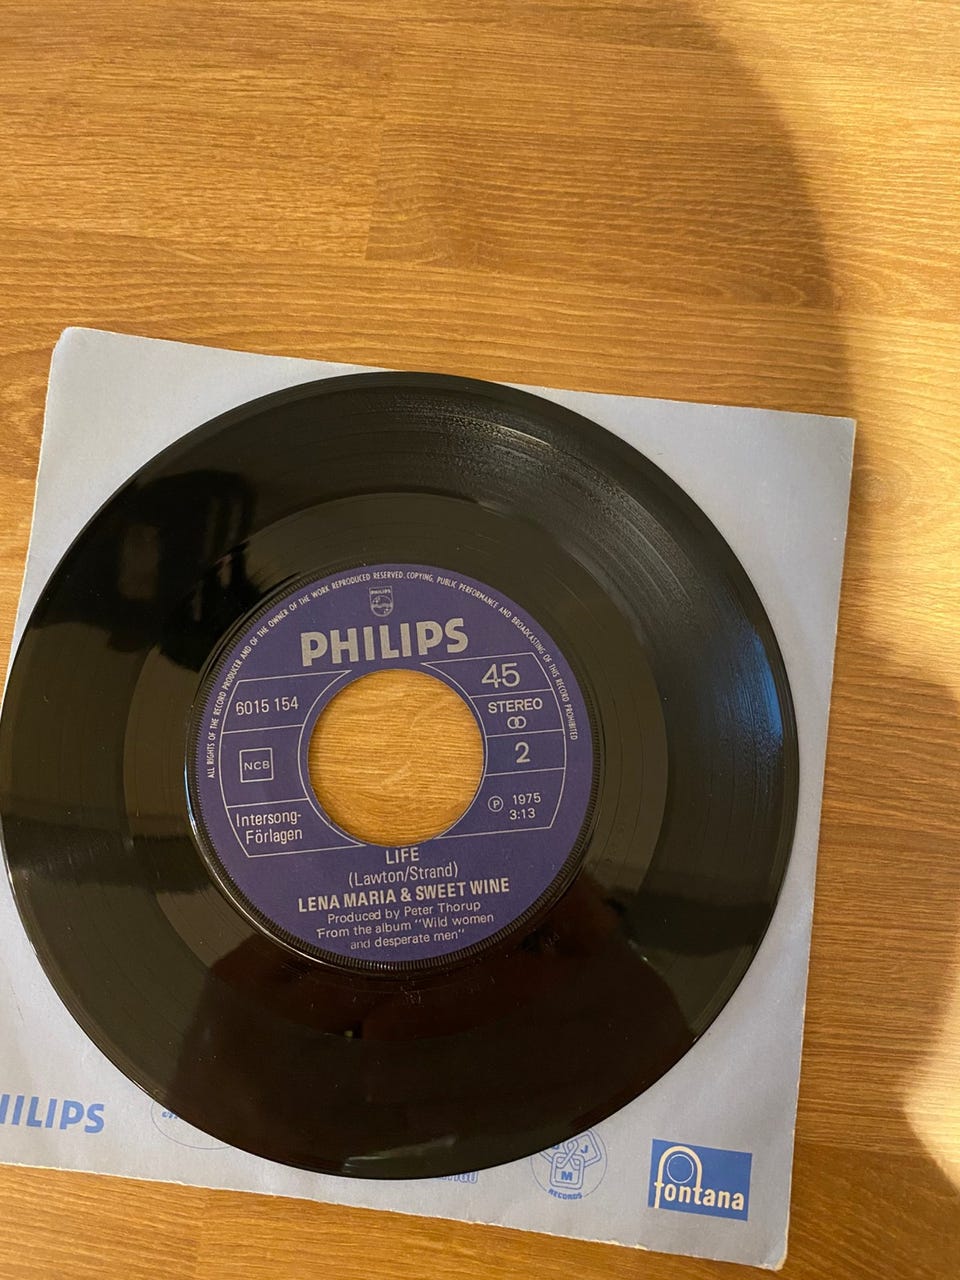 ALL RIGHTS OF THE RECORD PRODUCER AND OF THE OWNER OF THE WORK REPRODUCED RESERVED. COPYING, PUBLIC PERFORMANCE AND BROADCASTING OF THIS RECORD PROHIBITED
PHILIPS
PHILIPS
45
6015 154
STEREO
2
NCB
P 1975
3:13
Intersong-
Förlagen
LIFE
(Lawton/Strand)
LENA MARIA & SWEET WINE
Produced by Peter Thorup
From the album "Wild women
and desperate men"
HILIPS
J
M
RECORDS
fontana